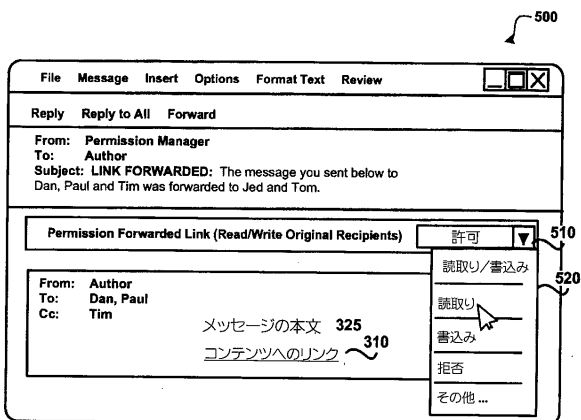 500
File Message Insert Options Format Text Review
Reply Reply to All Forward
From: Permission Manager
To: Author
Subject: LINK FORWARDED: The message you sent below to
Dan, Paul and Tim was forwarded to Jed and Tom.
Permission Forwarded Link (Read/Write Original Recipients) 許可 510
読取り/書込み 520
読取り
書込み
拒否
その他 ...
From: Author
To: Dan, Paul
Cc: Tim
メッセージの本文 325
コンテンツへのリンク 310